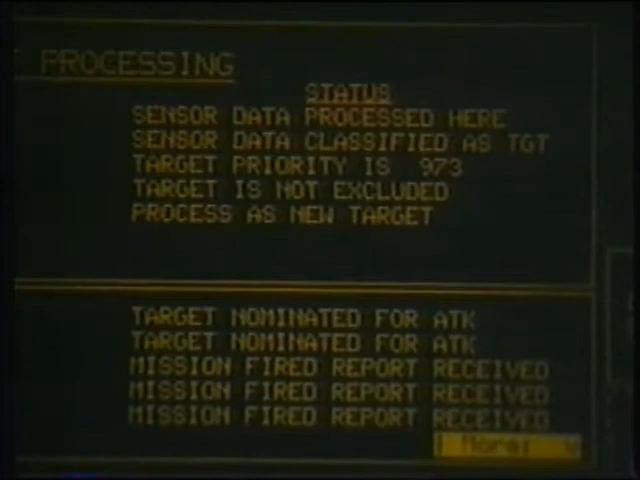 PROCESSING
STATUS
SENSOR DATA PROCESSED HERE
SENSOR DATA CLASSIFIED AS TGT
TARGET PRIORITY IS 973
TARGET IS NOT EXCLUDED
PROCESS AS NEW TARGET
TARGET NOMINATED FOR ATK
TARGET NOMINATED FOR ATK
MISSION FIRED REPORT RECEIVED
MISSION FIRED REPORT RECEIVED
MISSION FIRED REPORT RECEIVED
More: